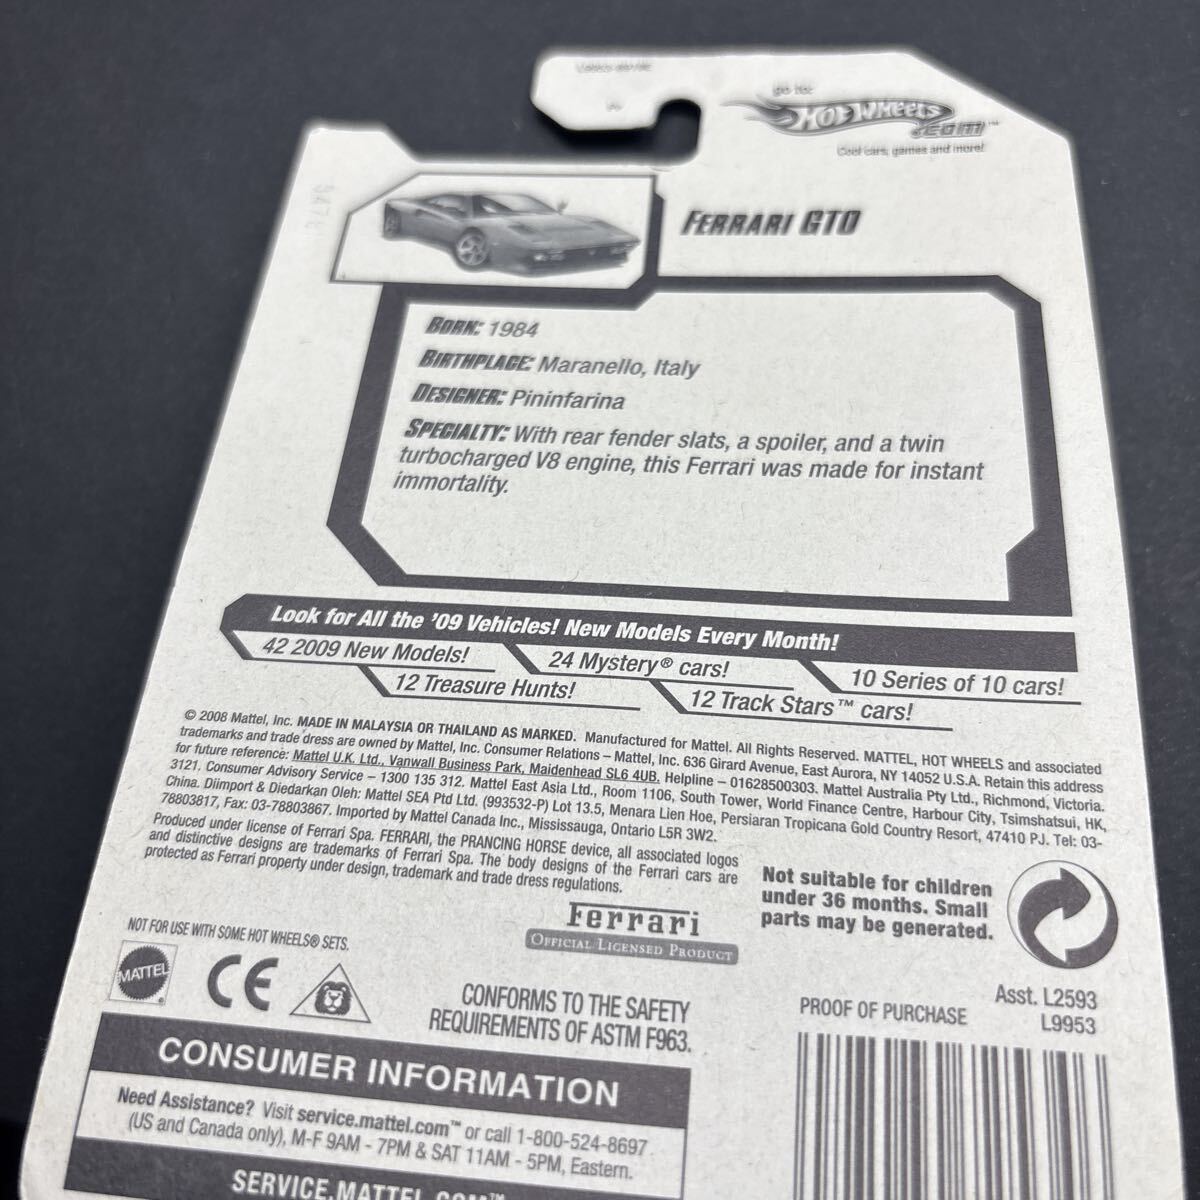 go to:
HOT WHEELS
.com™
Cool cars, games and more!
FERRARI GTO
BORN: 1984
BIRTHPLACE: Maranello, Italy
DESIGNER: Pininfarina
SPECIALTY: With rear fender slats, a spoiler, and a twin
turbocharged V8 engine, this Ferrari was made for instant
immortality.
Look for All the '09 Vehicles! New Models Every Month!
42 2009 New Models!
24 Mystery® cars!
10 Series of 10 cars!
12 Treasure Hunts!
12 Track Stars™ cars!
© 2008 Mattel, Inc. MADE IN MALAYSIA OR THAILAND AS MARKED. Manufactured for Mattel. All Rights Reserved. MATTEL, HOT WHEELS and associated
trademarks and trade dress are owned by Mattel, Inc. Consumer Relations – Mattel, Inc. 636 Girard Avenue, East Aurora, NY 14052 U.S.A. Retain this address
for future reference: Mattel U.K. Ltd., Vanwall Business Park, Maidenhead SL6 4UB. Helpline – 01628500303. Mattel Australia Pty Ltd., Richmond, Victoria.
3121. Consumer Advisory Service – 1300 135 312. Mattel East Asia Ltd., Room 1106, South Tower, World Finance Centre, Harbour City, Tsimshatsui, HK,
China. Diimport & Diedarkan Oleh: Mattel SEA Ptd Ltd. (993532-P) Lot 13.5, Menara Lien Hoe, Persiaran Tropicana Gold Country Resort, 47410 PJ. Tel: 03-
78803817, Fax: 03-78803867. Imported by Mattel Canada Inc., Mississauga, Ontario L5R 3W2.
Produced under license of Ferrari Spa. FERRARI, the PRANCING HORSE device, all associated logos
and distinctive designs are trademarks of Ferrari Spa. The body designs of the Ferrari cars are
protected as Ferrari property under design, trademark and trade dress regulations.
Not suitable for children
under 36 months. Small
parts may be generated.
Ferrari
OFFICIAL LICENSED PRODUCT
NOT FOR USE WITH SOME HOT WHEELS® SETS.
MATTEL®
CE
CONFORMS TO THE SAFETY
REQUIREMENTS OF ASTM F963.
PROOF OF PURCHASE
Asst. L2593
L9953
CONSUMER INFORMATION
Need Assistance? Visit service.mattel.com™ or call 1-800-524-8697
(US and Canada only), M-F 9AM - 7PM & SAT 11AM - 5PM, Eastern.
SERVICE.MATTEL.COM™